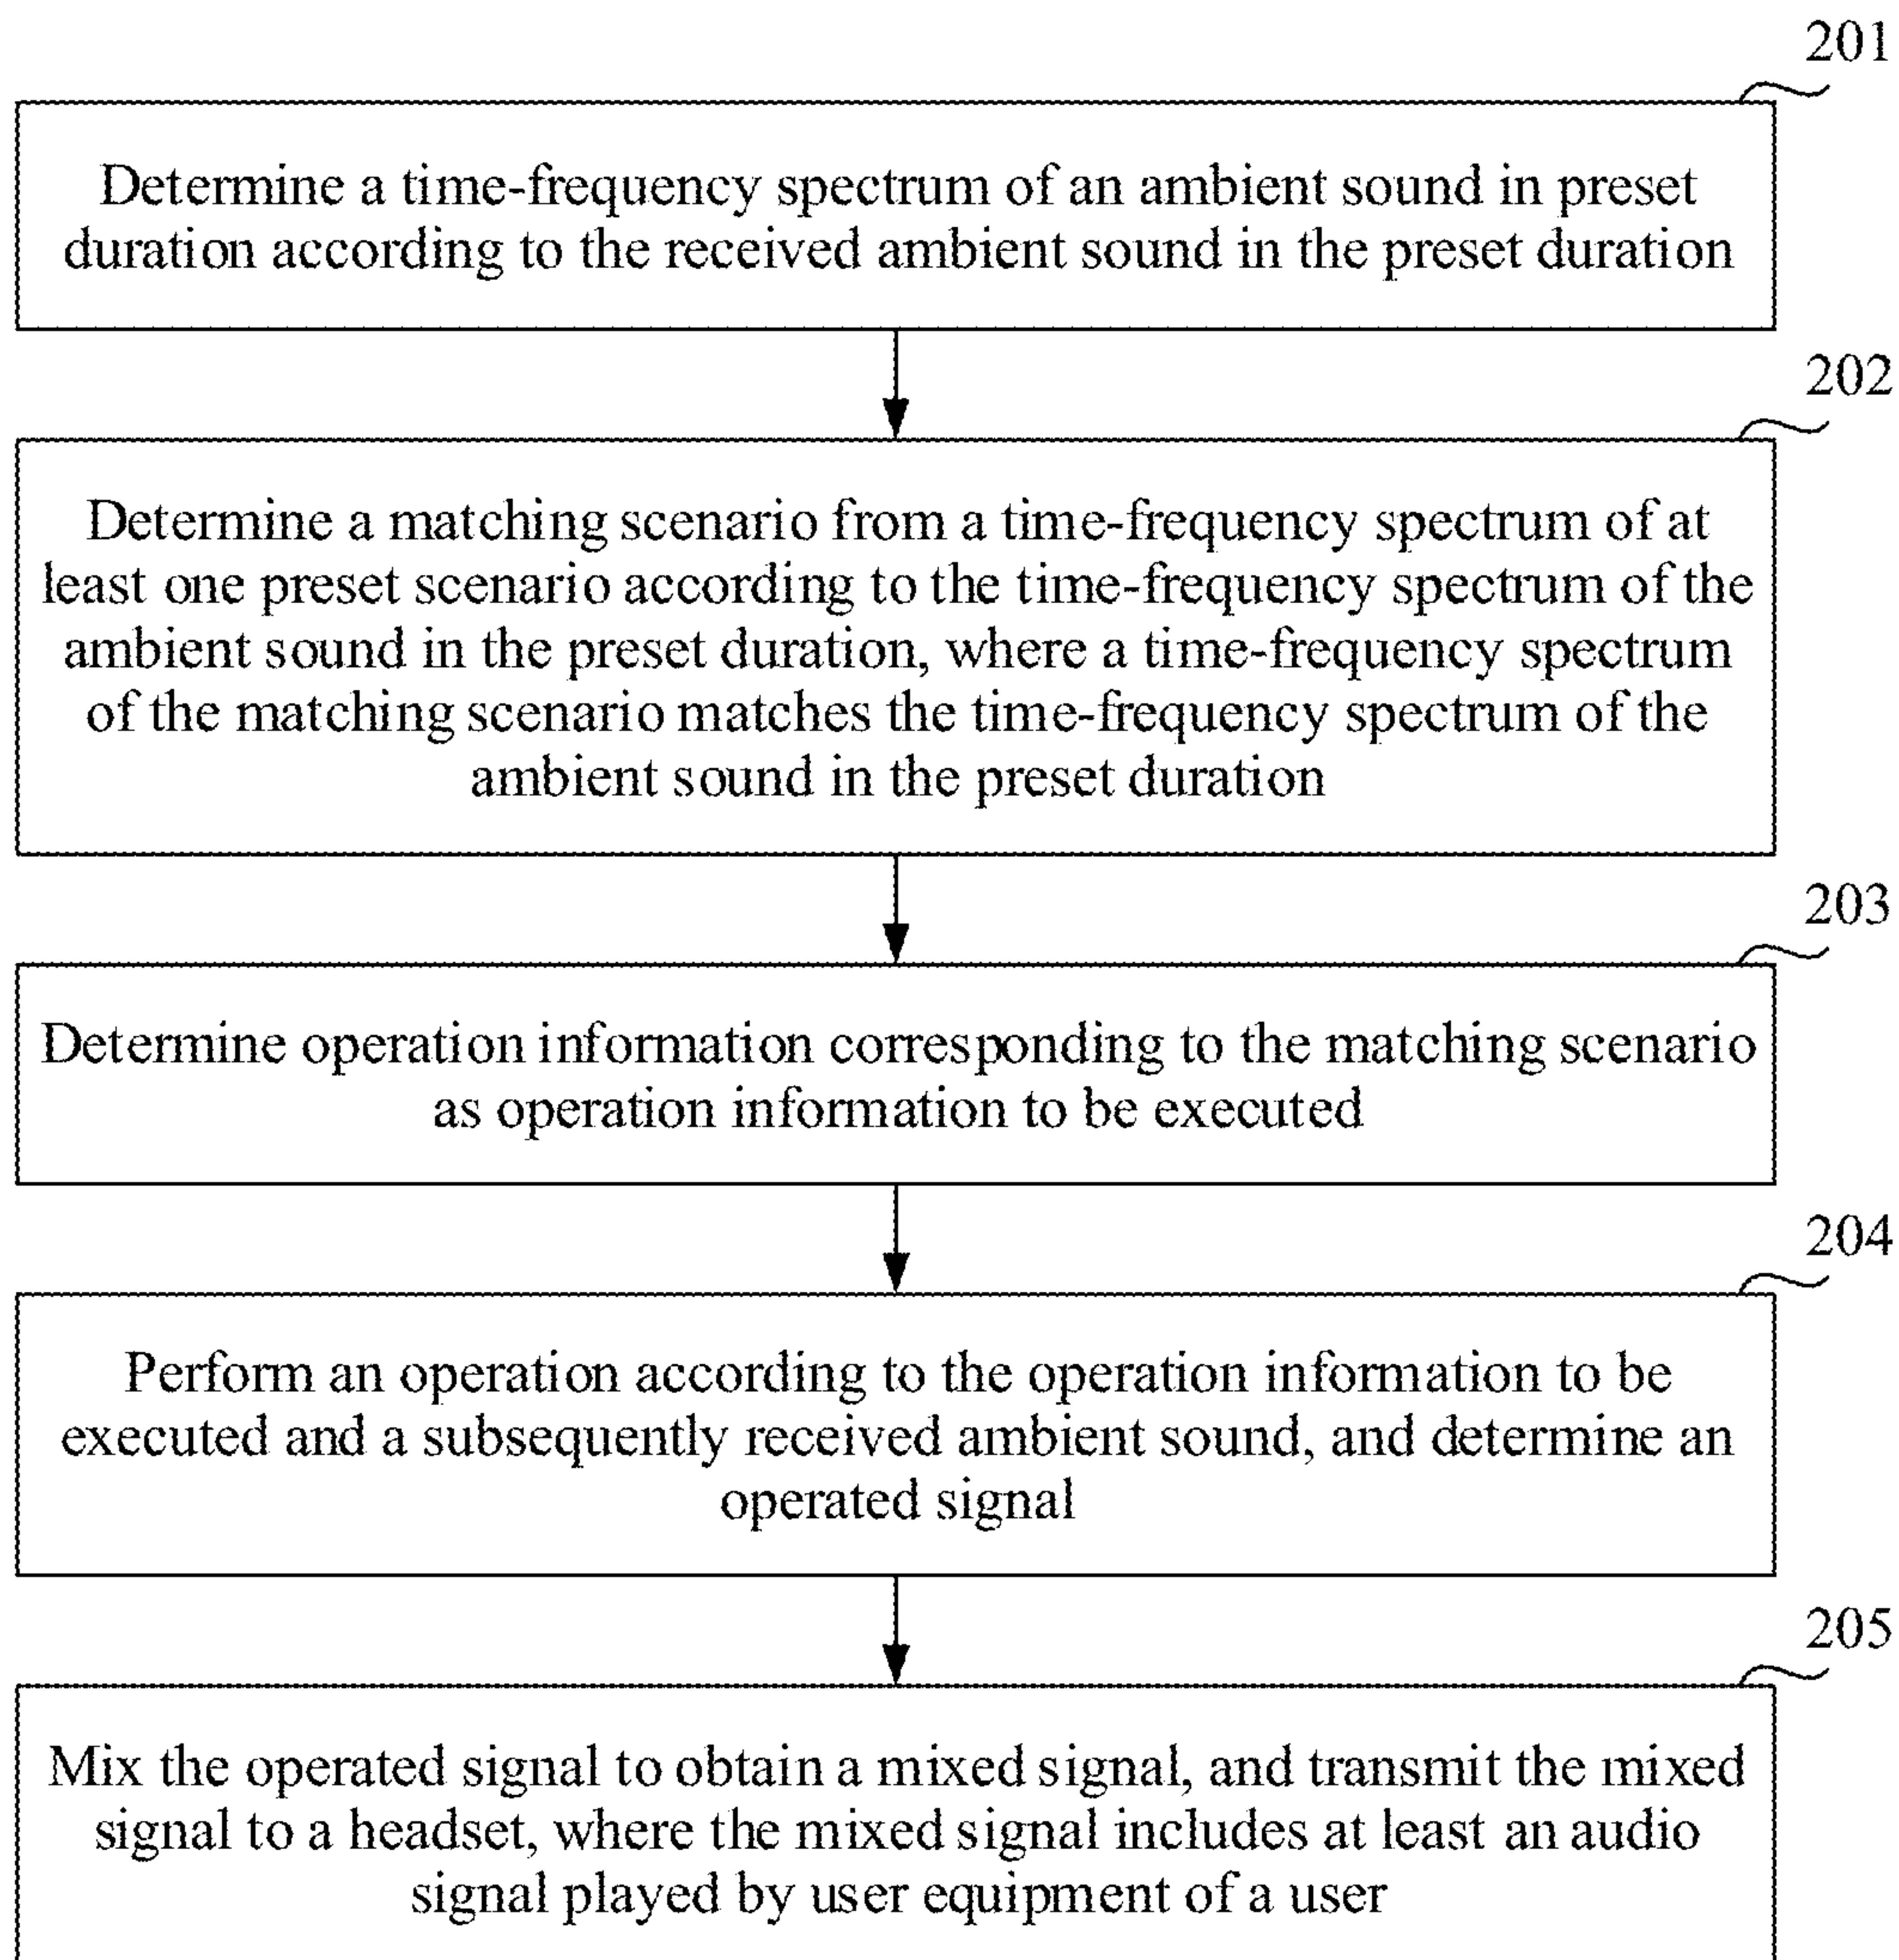 201
Determine a time-frequency spectrum of an ambient sound in preset
duration according to the received ambient sound in the preset duration
202
Determine a matching scenario from a time-frequency spectrum of at
least one preset scenario according to the time-frequency spectrum of the
ambient sound in the preset duration, where a time-frequency spectrum
of the matching scenario matches the time-frequency spectrum of the
ambient sound in the preset duration
203
Determine operation information corresponding to the matching scenario
as operation information to be executed
204
Perform an operation according to the operation information to be
executed and a subsequently received ambient sound, and determine an
operated signal
205
Mix the operated signal to obtain a mixed signal, and transmit the mixed
signal to a headset, where the mixed signal includes at least an audio
signal played by user equipment of a user